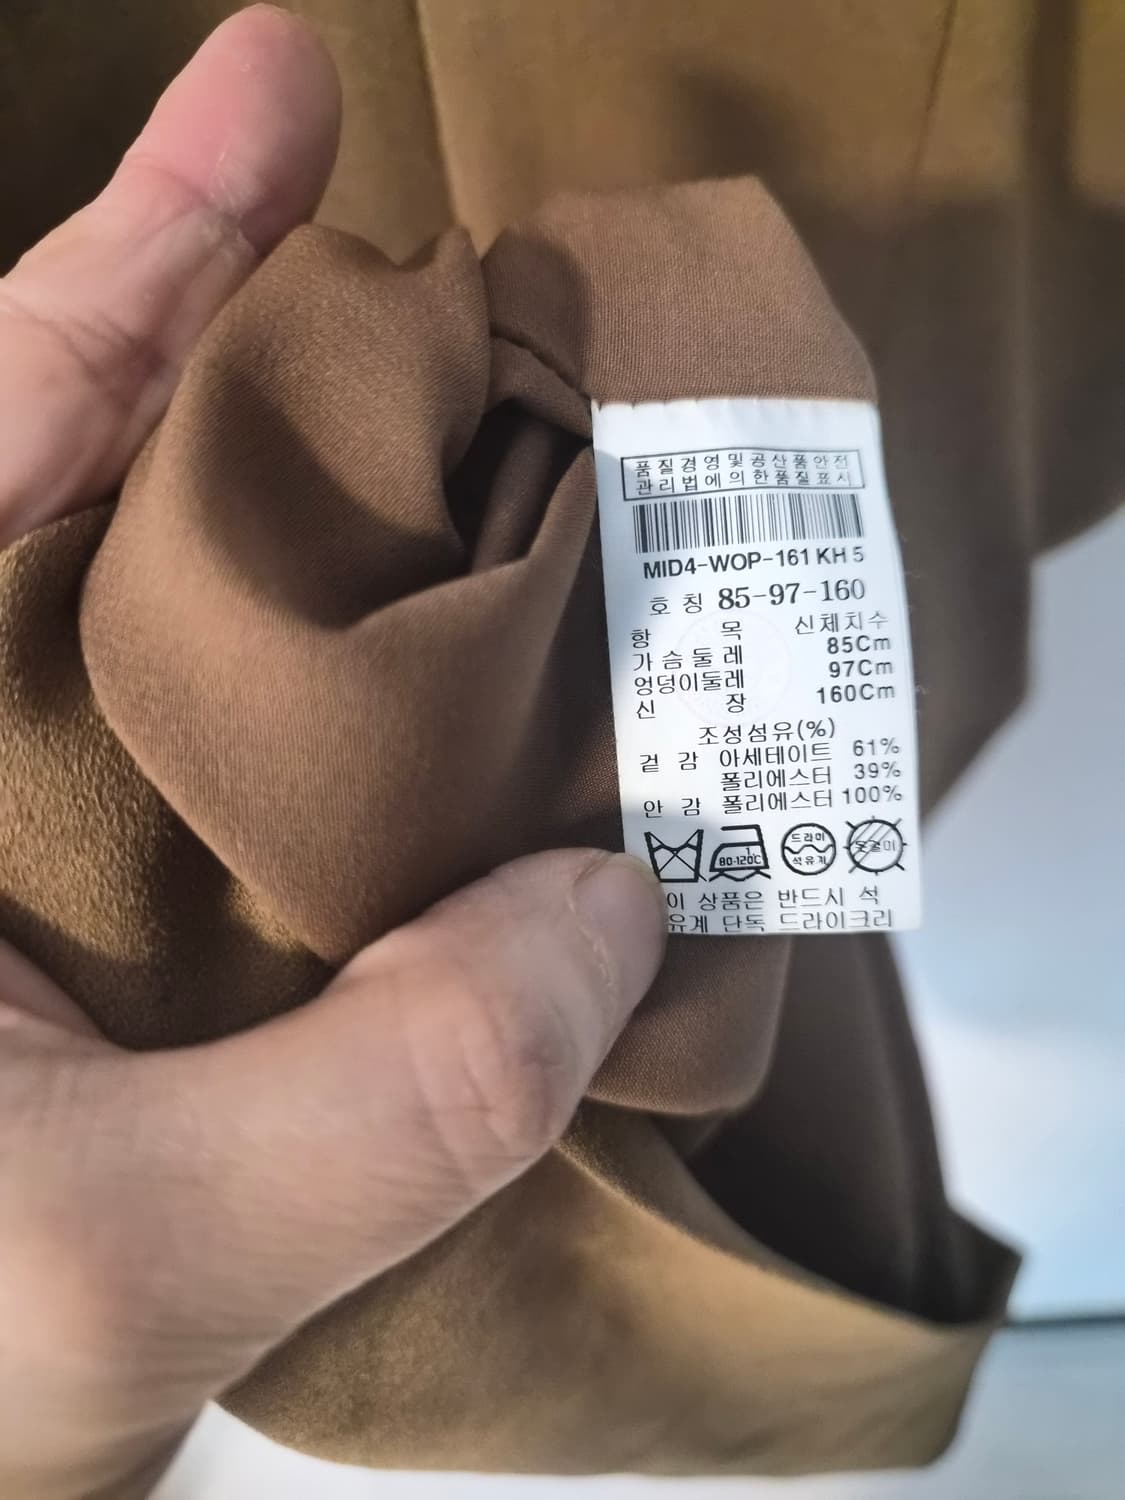 품질경영및공산품안전
관리법에의한품질표시
MID4-WOP-161 KH 5
호칭 85-97-160
항목 신체치수
가슴둘레 85Cm
엉덩이둘레 97Cm
신장 160Cm
조성섬유(%)
겉감 아세테이트 61%
폴리에스터 39%
안감 폴리에스터 100%
1
80-120℃
드라이
석유계
이 상품은 반드시 석
유계 단독 드라이크리